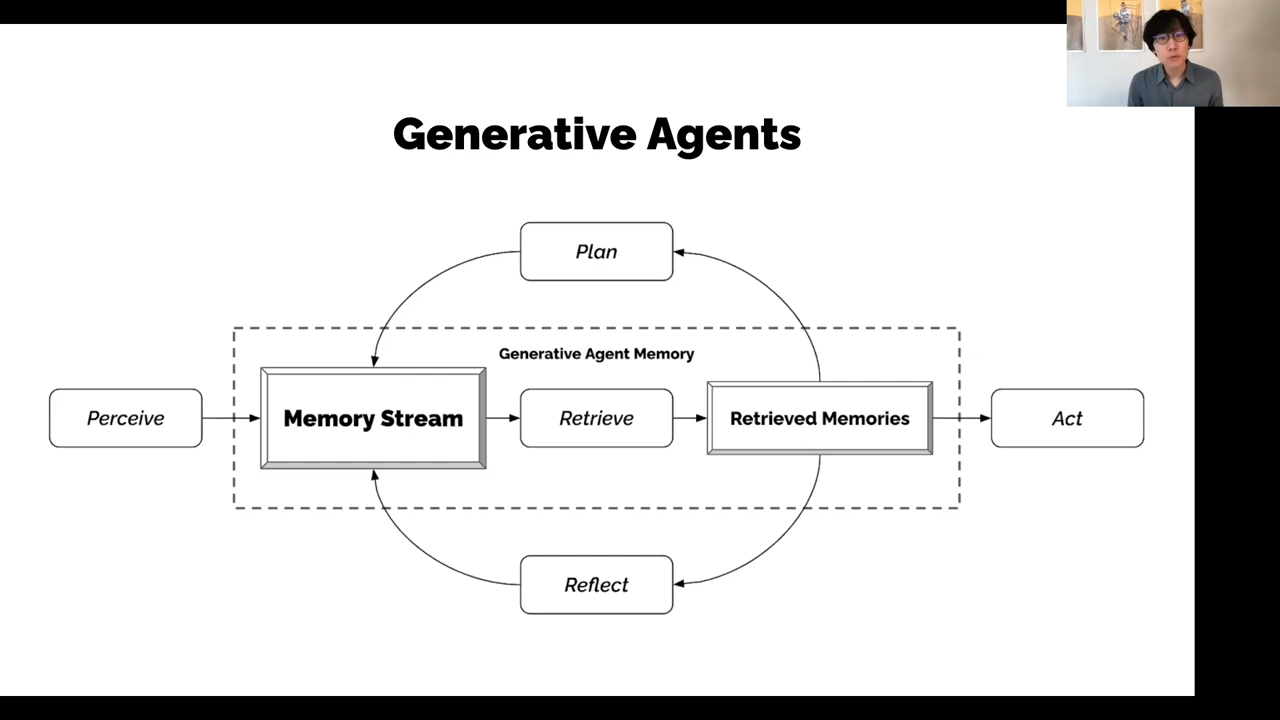 Generative Agents
Plan
Generative Agent Memory
Perceive
Memory Stream
Retrieve
Retrieved Memories
Act
Reflect